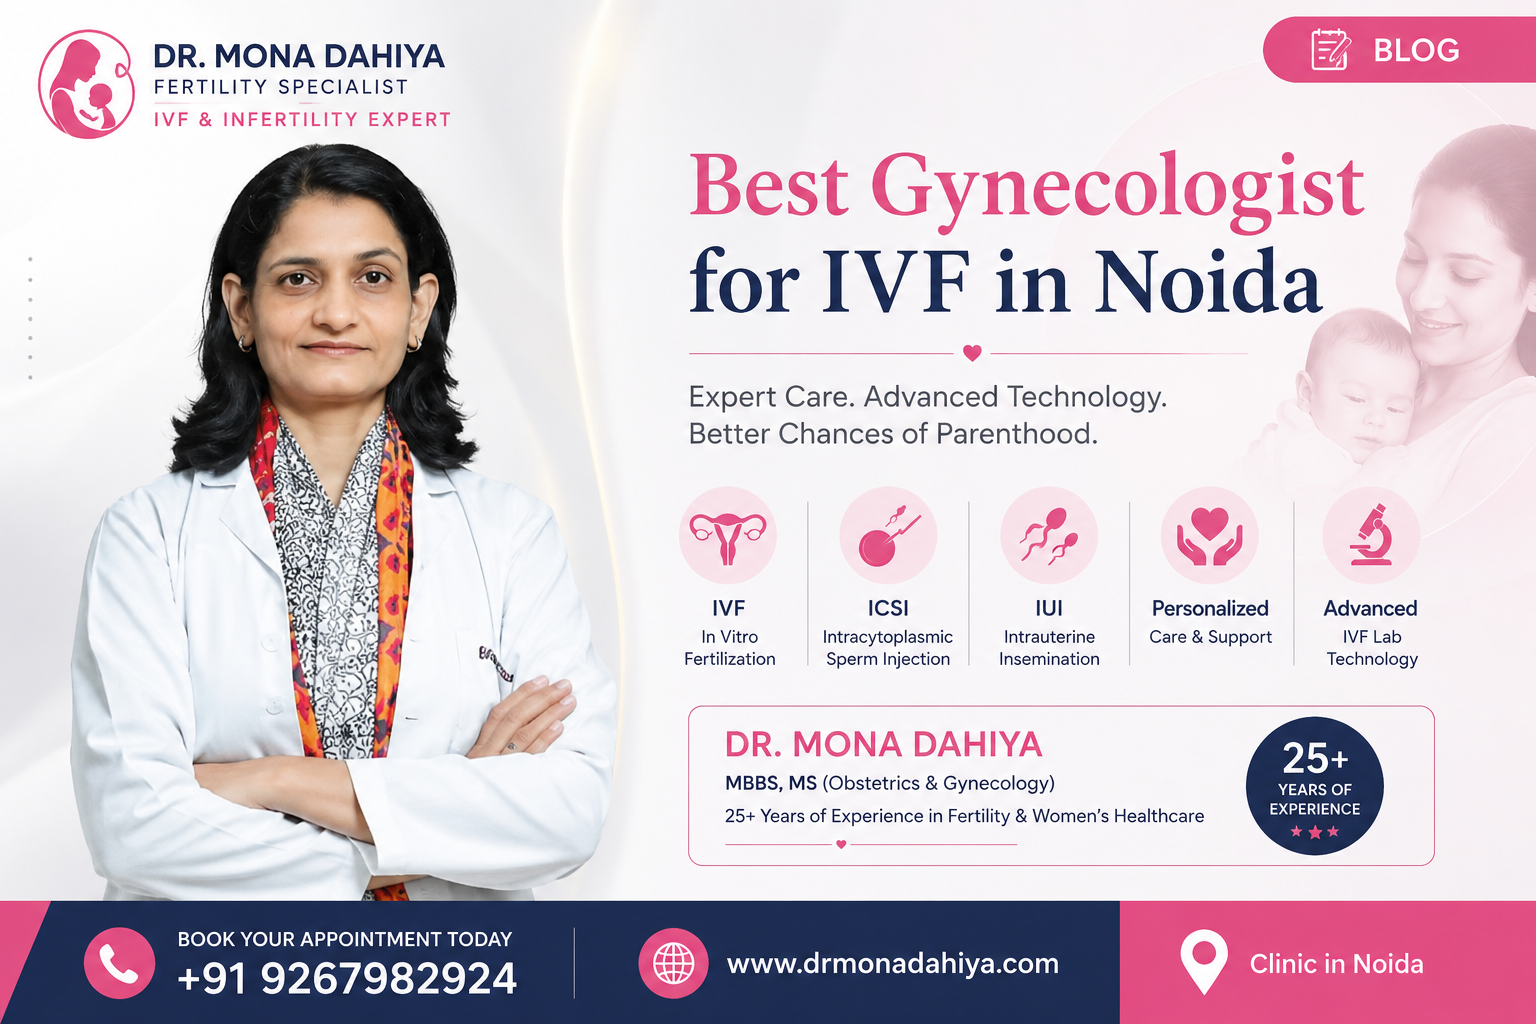 DR. MONA DAHIYA
FERTILITY SPECIALIST
IVF & INFERTILITY EXPERT
BLOG
Best Gynecologist
for IVF in Noida
Expert Care. Advanced Technology.
Better Chances of Parenthood.
IVF
In Vitro
Fertilization
ICSI
Intracytoplasmic
Sperm Injection
IUI
Intrauterine
Insemination
Personalized
Care & Support
Advanced
IVF Lab
Technology
DR. MONA DAHIYA
MBBS, MS (Obstetrics & Gynecology)
25+ Years of Experience in Fertility & Women's Healthcare
25+
YEARS OF
EXPERIENCE
BOOK YOUR APPOINTMENT TODAY
+91 9267982924
www.drmonadahiya.com
Clinic in Noida